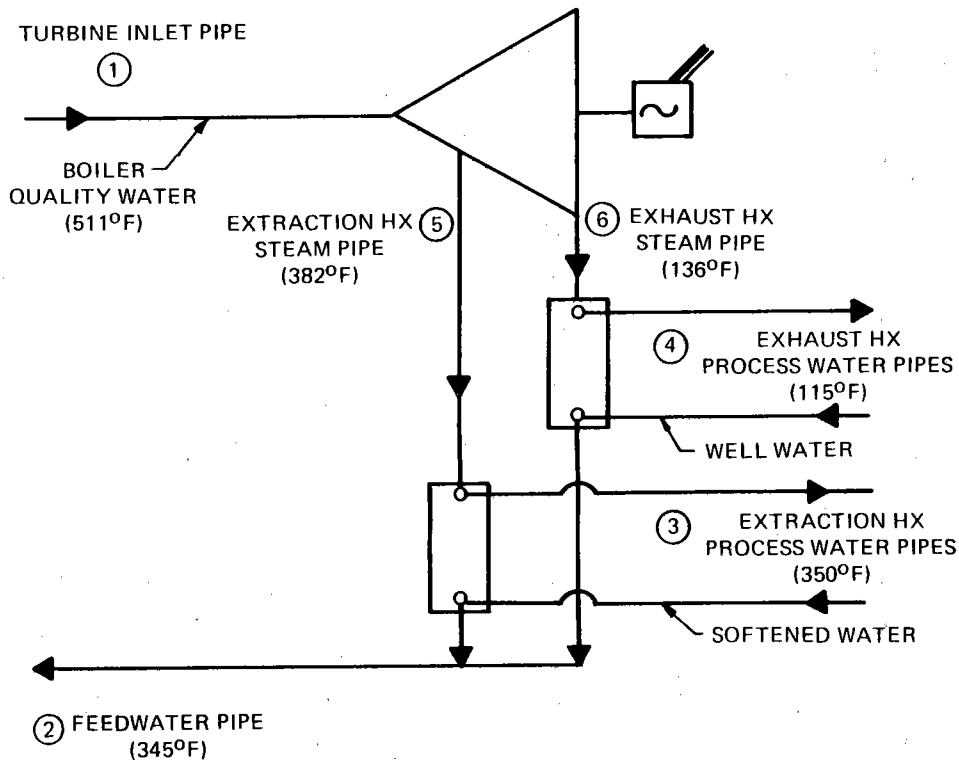 TURBINE INLET PIPE
1
BOILER
QUALITY WATER
(511°F)
EXTRACTION HX
STEAM PIPE
(382°F)
5
6
EXHAUST HX
STEAM PIPE
(136°F)
4
EXHAUST HX
PROCESS WATER PIPES
(115°F)
WELL WATER
3
EXTRACTION HX
PROCESS WATER PIPES
(350°F)
SOFTENED WATER
2 FEEDWATER PIPE
(345°F)